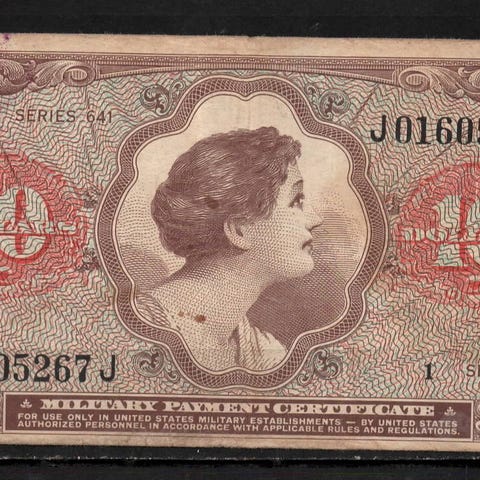 SERIES 641
J01605
10
05267J
1
MILITARY PAYMENT CERTIFICATE
FOR USE ONLY IN UNITED STATES MILITARY ESTABLISHMENTS — BY UNITED STATES
AUTHORIZED PERSONNEL IN ACCORDANCE WITH APPLICABLE RULES AND REGULATIONS.